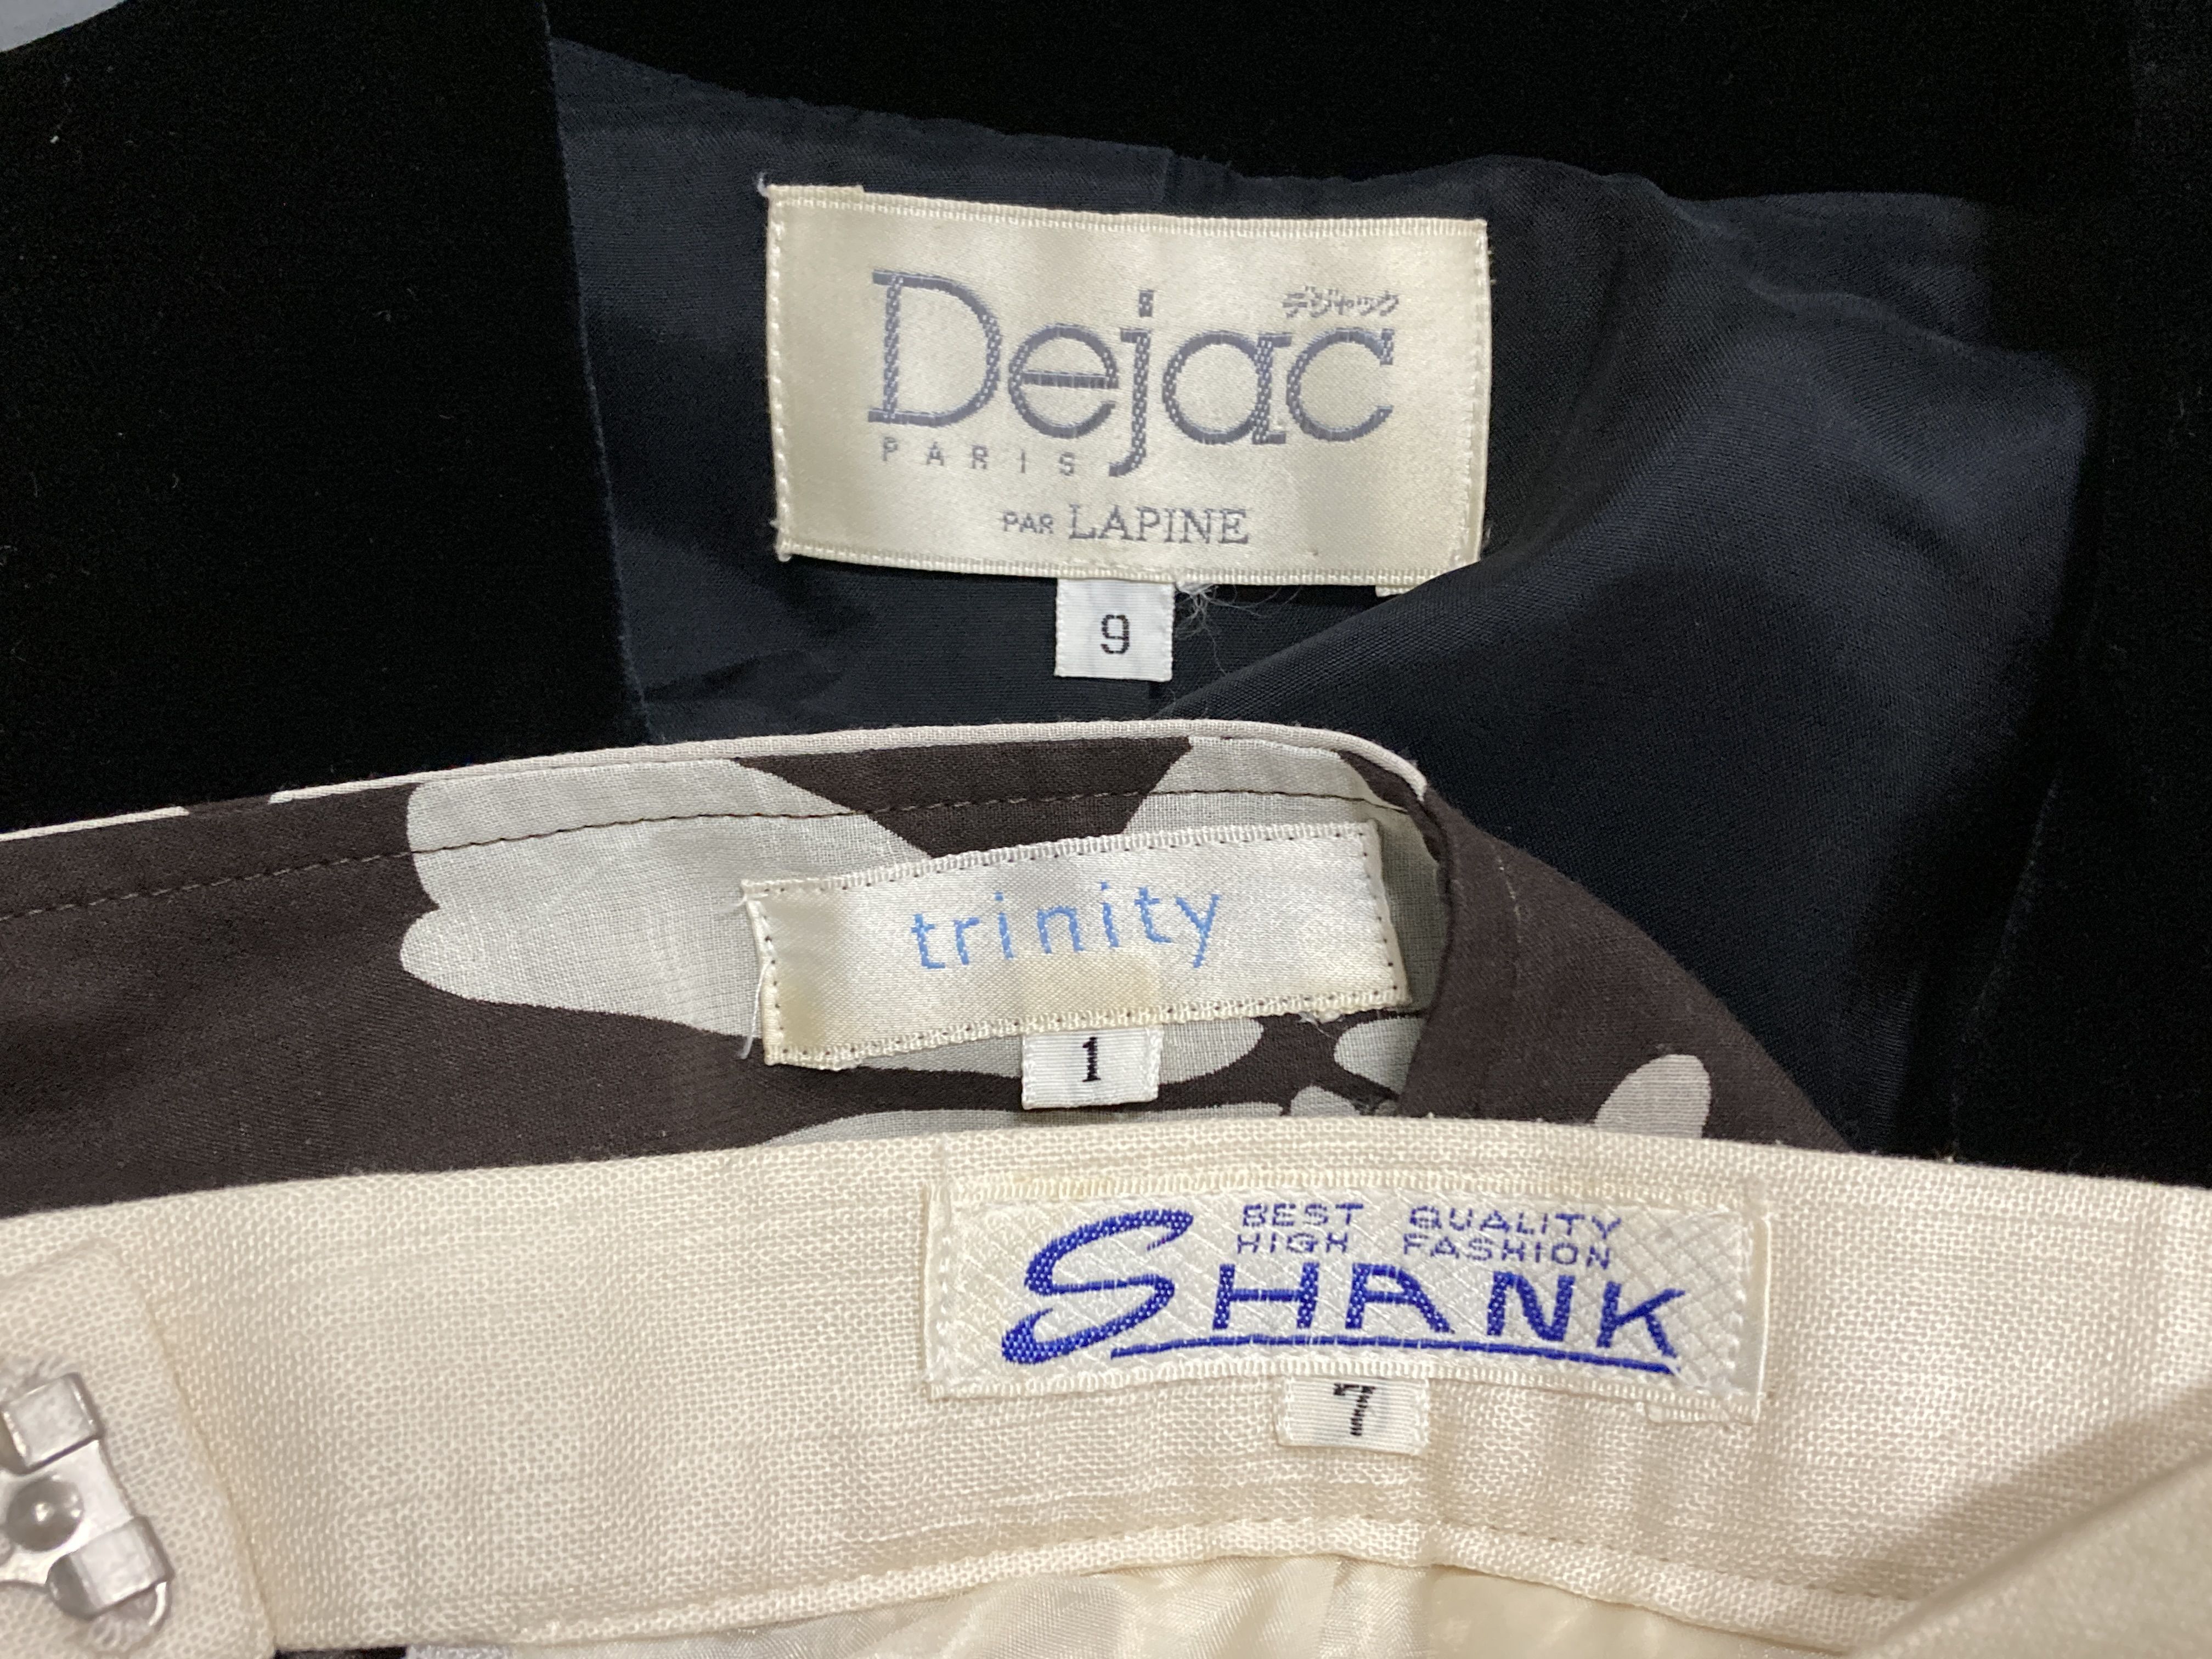 デジャック
Dejac
PARIS
PAR LAPINE
9
trinity
1
BEST QUALITY
HIGH FASHION
SHANK
7